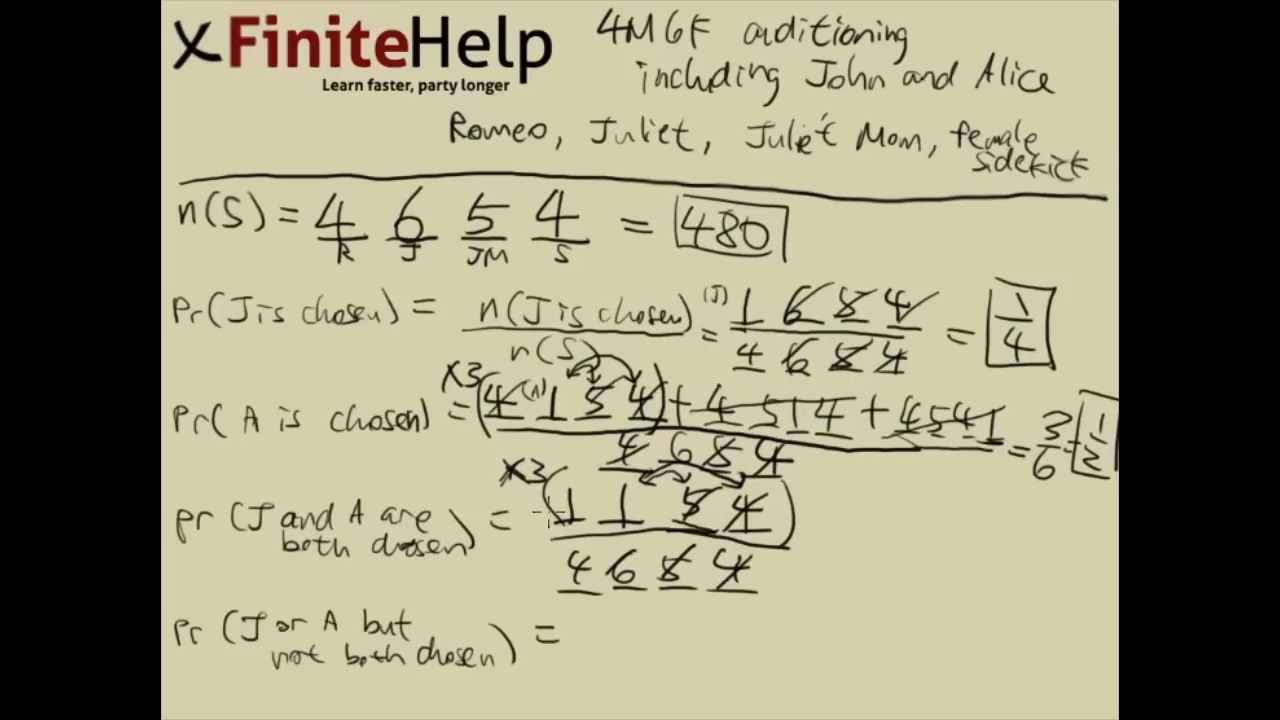 xFiniteHelp
Learn faster, party longer
4M 6F auditioning
including John and Alice
Romeo, Juliet, Juliet Mom, female
sidekick
n(S) = 4 6 5 4 = 480
R J JM S
Pr(J is chosen) = n(J is chosen) / n(S) = (J) 1 6 5 4 / 4 6 5 4 = 1/4
Pr(A is chosen) = x3 (4 (A) 1 5 4) + 4 5 1 4 + 4 5 4 1 / 4 6 5 4 = 3/6 = 1/2
pr (J and A are
both chosen) = x3 (1 1 5 4) / 4 6 5 4
Pr (J or A but
not both chosen) =